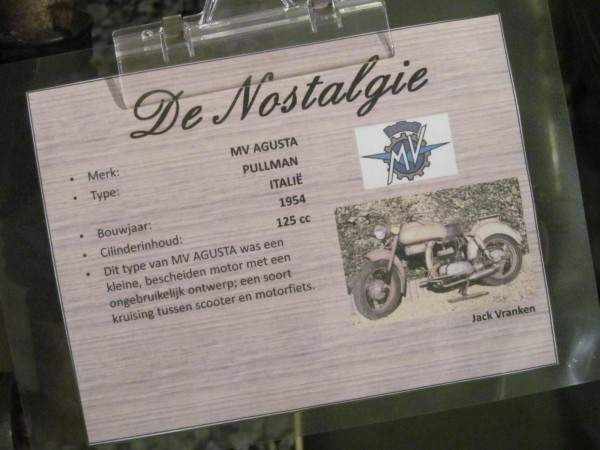 De Nostalgie
• Merk: MV AGUSTA
• Type: PULLMAN
ITALIË
• Bouwjaar: 1954
• Cilinderinhoud: 125 cc
• Dit type van MV AGUSTA was een
kleine, bescheiden motor met een
ongebruikelijk ontwerp; een soort
kruising tussen scooter en motorfiets.
MV
Jack Vranken